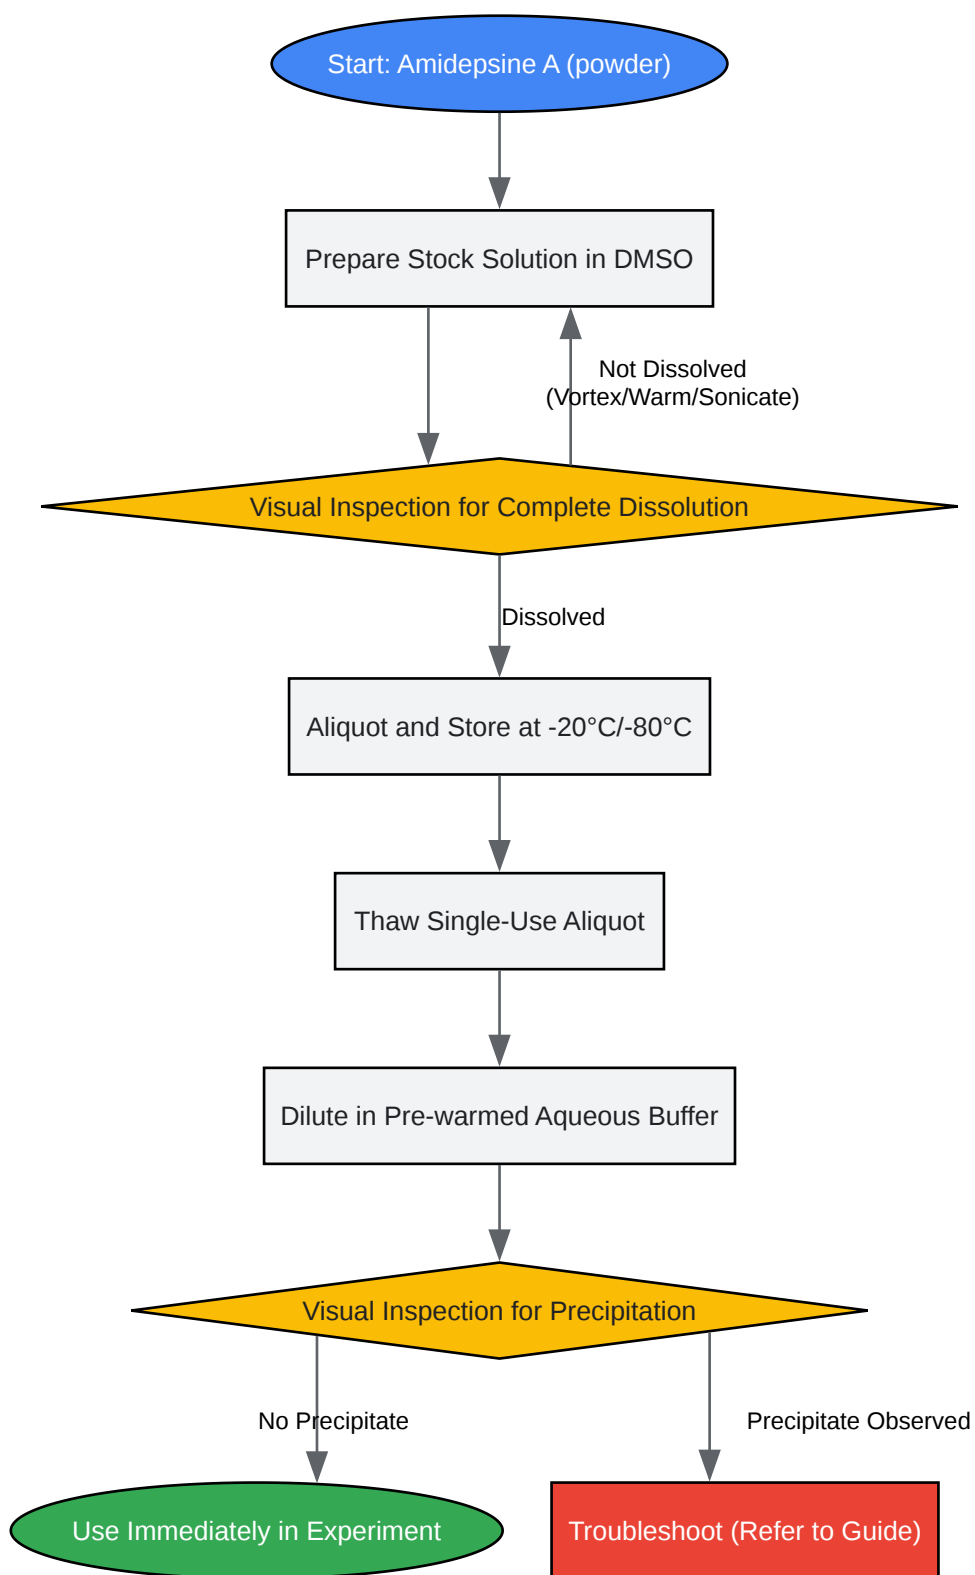 Start: Amidepsine A (powder)
Prepare Stock Solution in DMSO
Not Dissolved
(Vortex/Warm/Sonicate)
Visual Inspection for Complete Dissolution
Dissolved
Aliquot and Store at -20°C/-80°C
Thaw Single-Use Aliquot
Dilute in Pre-warmed Aqueous Buffer
Visual Inspection for Precipitation
No Precipitate
Precipitate Observed
Use Immediately in Experiment
Troubleshoot (Refer to Guide)